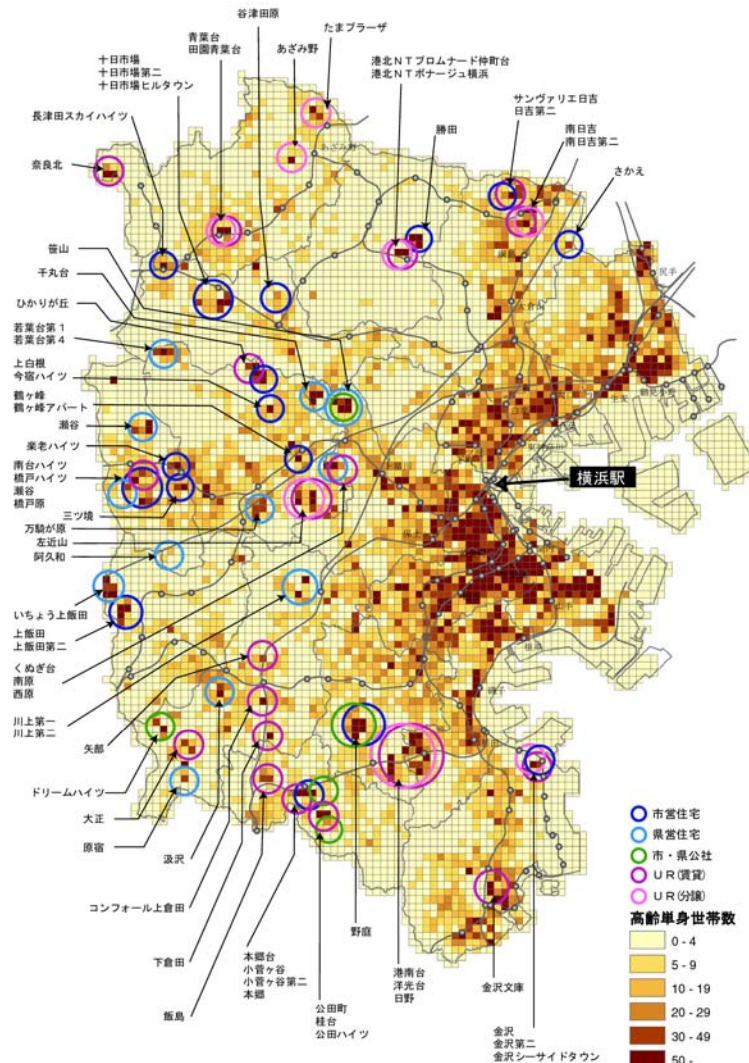 谷津田原
たまプラーザ
青葉台
田園青葉台
あざみ野
十日市場
十日市場第二
十日市場ヒルタウン
港北NTプロムナード仲町台
港北NTボナージュ横浜
サンヴァリエ日吉
日吉第二
長津田スカイハイツ
勝田
南日吉
南日吉第二
奈良北
さかえ
あざみ野
笹山
千丸台
尻手
ひかりが丘
大倉山
若葉台第1
若葉台第4
上白根
今宿ハイツ
鶴ヶ峰
鶴ヶ峰アパート
瀬谷
楽老ハイツ
南台ハイツ
橋戸ハイツ
瀬谷
橋戸原
横浜駅
三ツ境
万騎が原
左近山
阿久和
いちょう上飯田
上飯田
上飯田第二
山手
根岸
くぬぎ台
南原
西原
磯子
川上第一
川上第二
矢部
ドリームハイツ
大正
原宿
汲沢
コンフォール上倉田
下倉田
飯島
本郷台
小菅ヶ谷
小菅ヶ谷第二
本郷
公田町
桂台
公田ハイツ
野庭
港南台
洋光台
日野
金沢文庫
金沢
金沢第二
金沢シーサイドタウン
市営住宅
県営住宅
市・県公社
UR(賃貸)
UR(分譲)
高齢単身世帯数
0 - 4
5 - 9
10 - 19
20 - 29
30 - 49
50 -